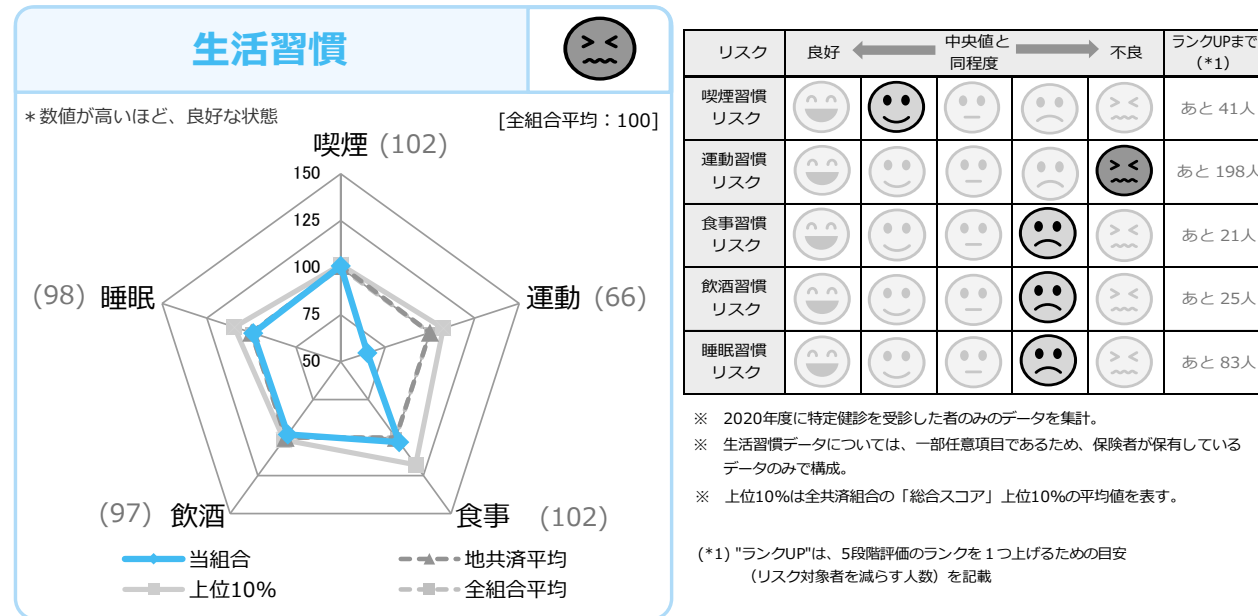 生活習慣
＊数値が高いほど、良好な状態
[全組合平均：100]
喫煙 (102)
150
125
100
75
50
(98) 睡眠
運動 (66)
(97) 飲酒
食事 (102)
当組合
地共済平均
上位10%
全組合平均
リスク 良好 中央値と同程度 不良 ランクUPまで(*1)
喫煙習慣
リスク
あと 41人
運動習慣
リスク
あと 198人
食事習慣
リスク
あと 21人
飲酒習慣
リスク
あと 25人
睡眠習慣
リスク
あと 83人
※ 2020年度に特定健診を受診した者のみのデータを集計。
※ 生活習慣データについては、一部任意項目であるため、保険者が保有している
データのみで構成。
※ 上位10%は全共済組合の「総合スコア」上位10%の平均値を表す。
(*1) "ランクUP"は、5段階評価のランクを１つ上げるための目安
（リスク対象者を減らす人数）を記載